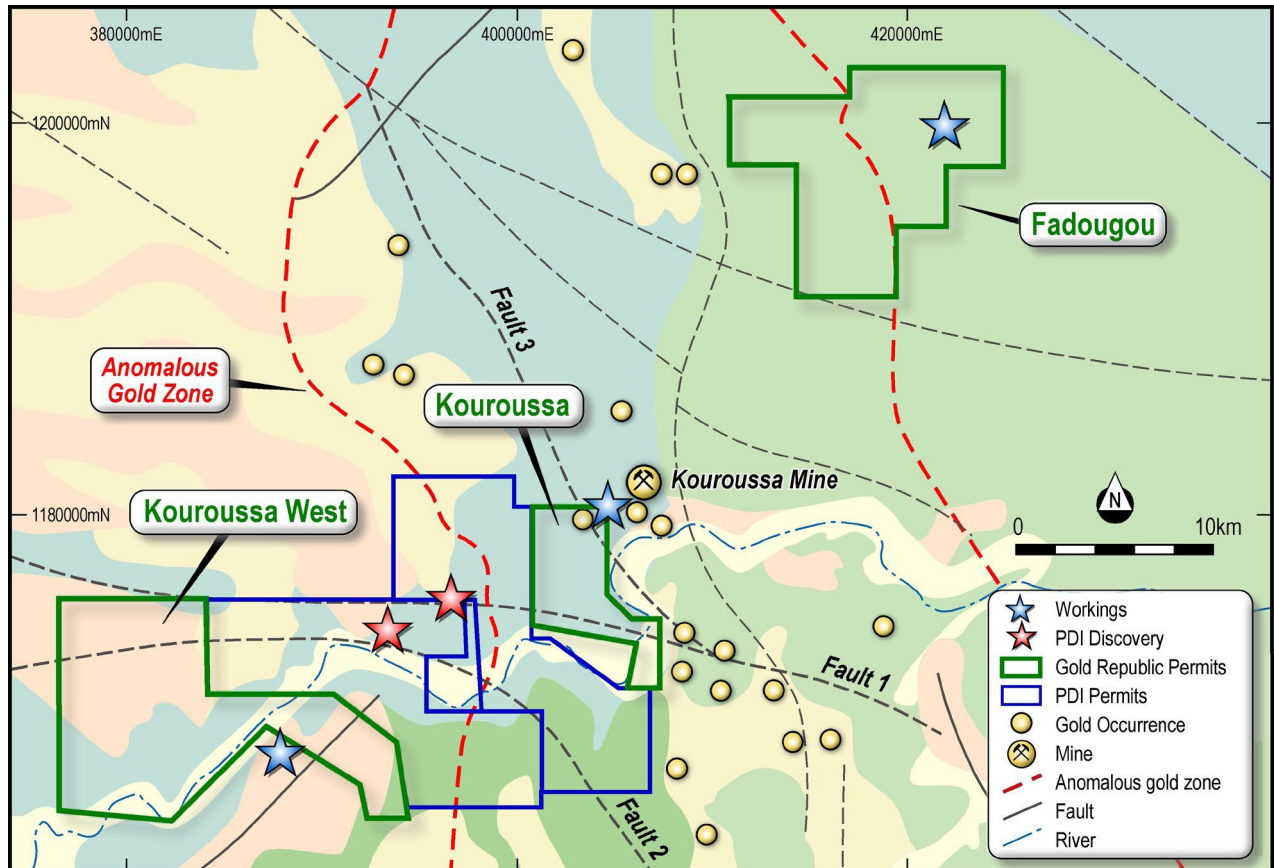 380000mE
400000mE
420000mE
1200000mN
Fadougou
Fault 3
Anomalous
Gold Zone
Kouroussa
Kouroussa Mine
Kouroussa West
1180000mN
N
0
10km
Fault 1
Fault 2
Workings
PDI Discovery
Gold Republic Permits
PDI Permits
Gold Occurrence
Mine
Anomalous gold zone
Fault
River